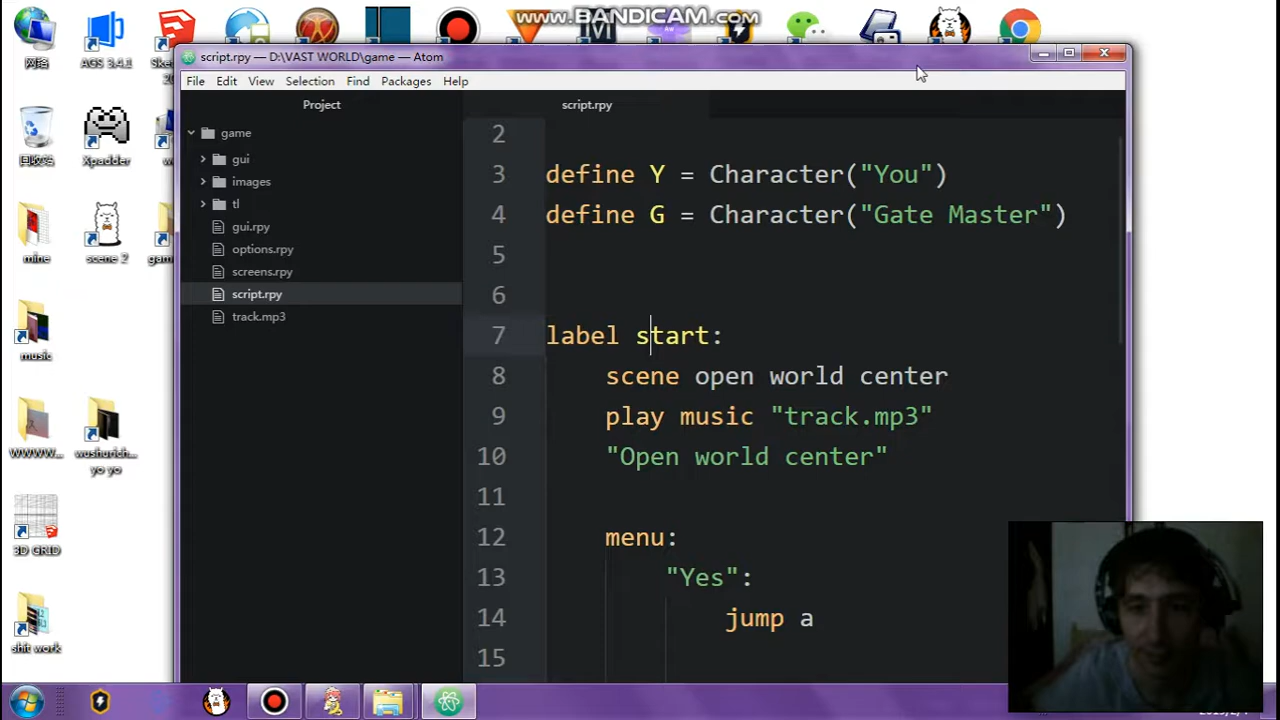 www.BANDICAM.com
网络
AGS 3.4.1
回收站
Xpadder
mine
scene 2
music
WWW...
wushurich...
yo yo
3D GRID
shit work
script.rpy — D:\VAST WORLD\game — Atom
File Edit View Selection Find Packages Help
Project
game
gui
images
tl
gui.rpy
options.rpy
screens.rpy
script.rpy
track.mp3
script.rpy
2
3 define Y = Character("You")
4 define G = Character("Gate Master")
5
6
7 label start:
8 scene open world center
9 play music "track.mp3"
10 "Open world center"
11
12 menu:
13 "Yes":
14 jump a
15